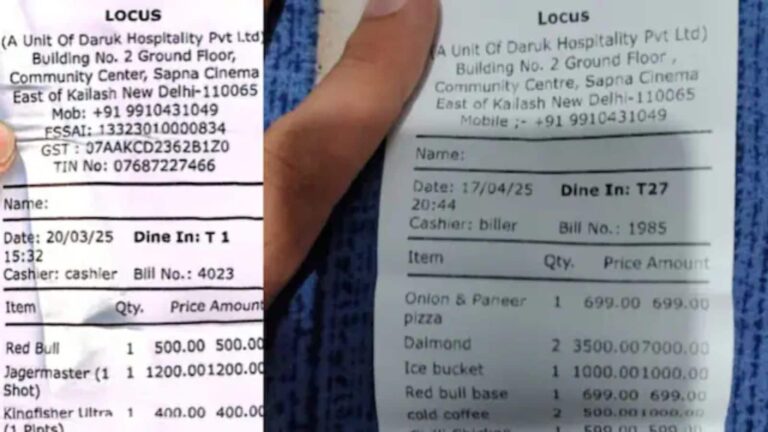 LOCUS
(A Unit Of Daruk Hospitality Pvt Ltd)
Building No. 2 Ground Floor,
Community Center, Sapna Cinema
East of Kailash New Delhi-110065
Mob: +91 9910431049
FSSAI: 13323010000834
GST : 07AAKCD2362B1Z0
TIN No: 07687227466
Name:
Date: 20/03/25 Dine In: T 1
15:32
Cashier: cashier Bill No.: 4023
Item Qty. Price Amount
Red Bull 1 500.00 500.00
Jagermaster (1 1 1200.00 1200.00
Shot)
Kingfisher Ultra 1 400.00 400.00
(1 Pints)
Locus
(A Unit Of Daruk Hospitality Pvt Ltd)
Building No. 2 Ground Floor ,
Community Centre, Sapna Cinema
East of Kailash New Delhi-110065
Mobile ;- +91 9910431049
Name:
Date: 17/04/25 Dine In: T27
20:44
Cashier: biller Bill No.: 1985
Item Qty. Price Amount
Onion & Paneer 1 699.00 699.00
pizza
Daimond 2 3500.00 7000.00
Ice bucket 1 1000.00 1000.00
Red bull base 1 699.00 699.00
cold coffee 2 500.00 1000.00
Chicken 1 599.00 599.00